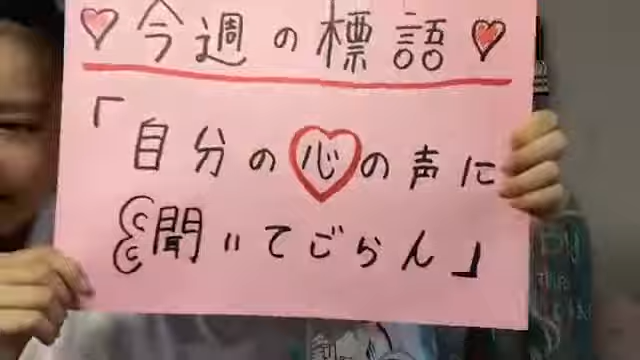 ♡今週の標語♡
「自分の心の声に
聞いてごらん」